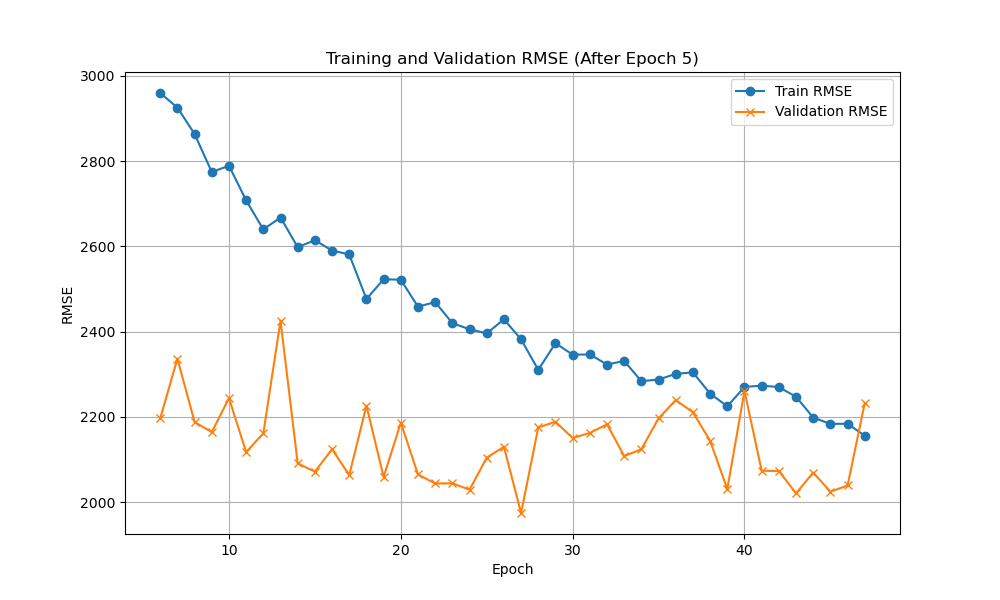 Training and Validation RMSE (After Epoch 5)
Train RMSE
Validation RMSE
3000
2800
2600
2400
2200
2000
RMSE
10
20
30
40
Epoch